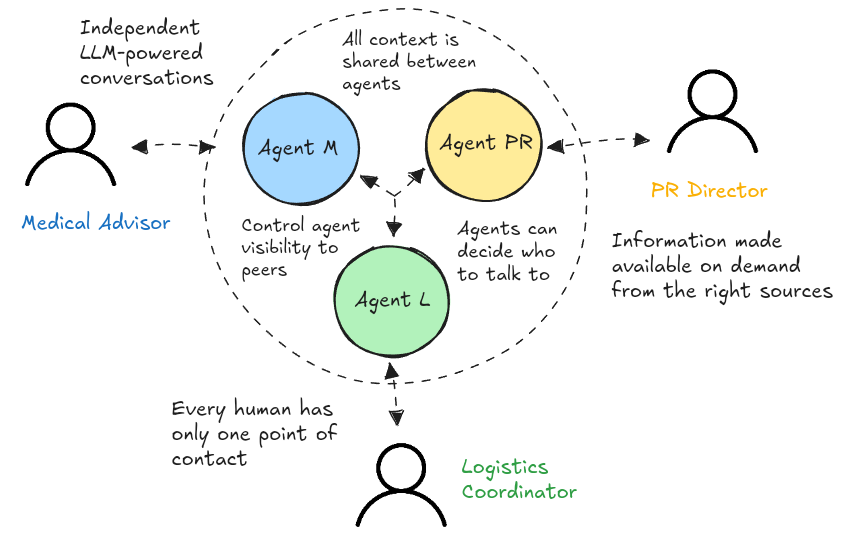 Independent
LLM-powered
conversations
All context is
shared between
agents
Agent M
Agent PR
Medical Advisor
PR Director
Control agent
visibility to
peers
Agents can
decide who
to talk to
Information made
available on demand
from the right sources
Agent L
Every human has
only one point of
contact
Logistics
Coordinator